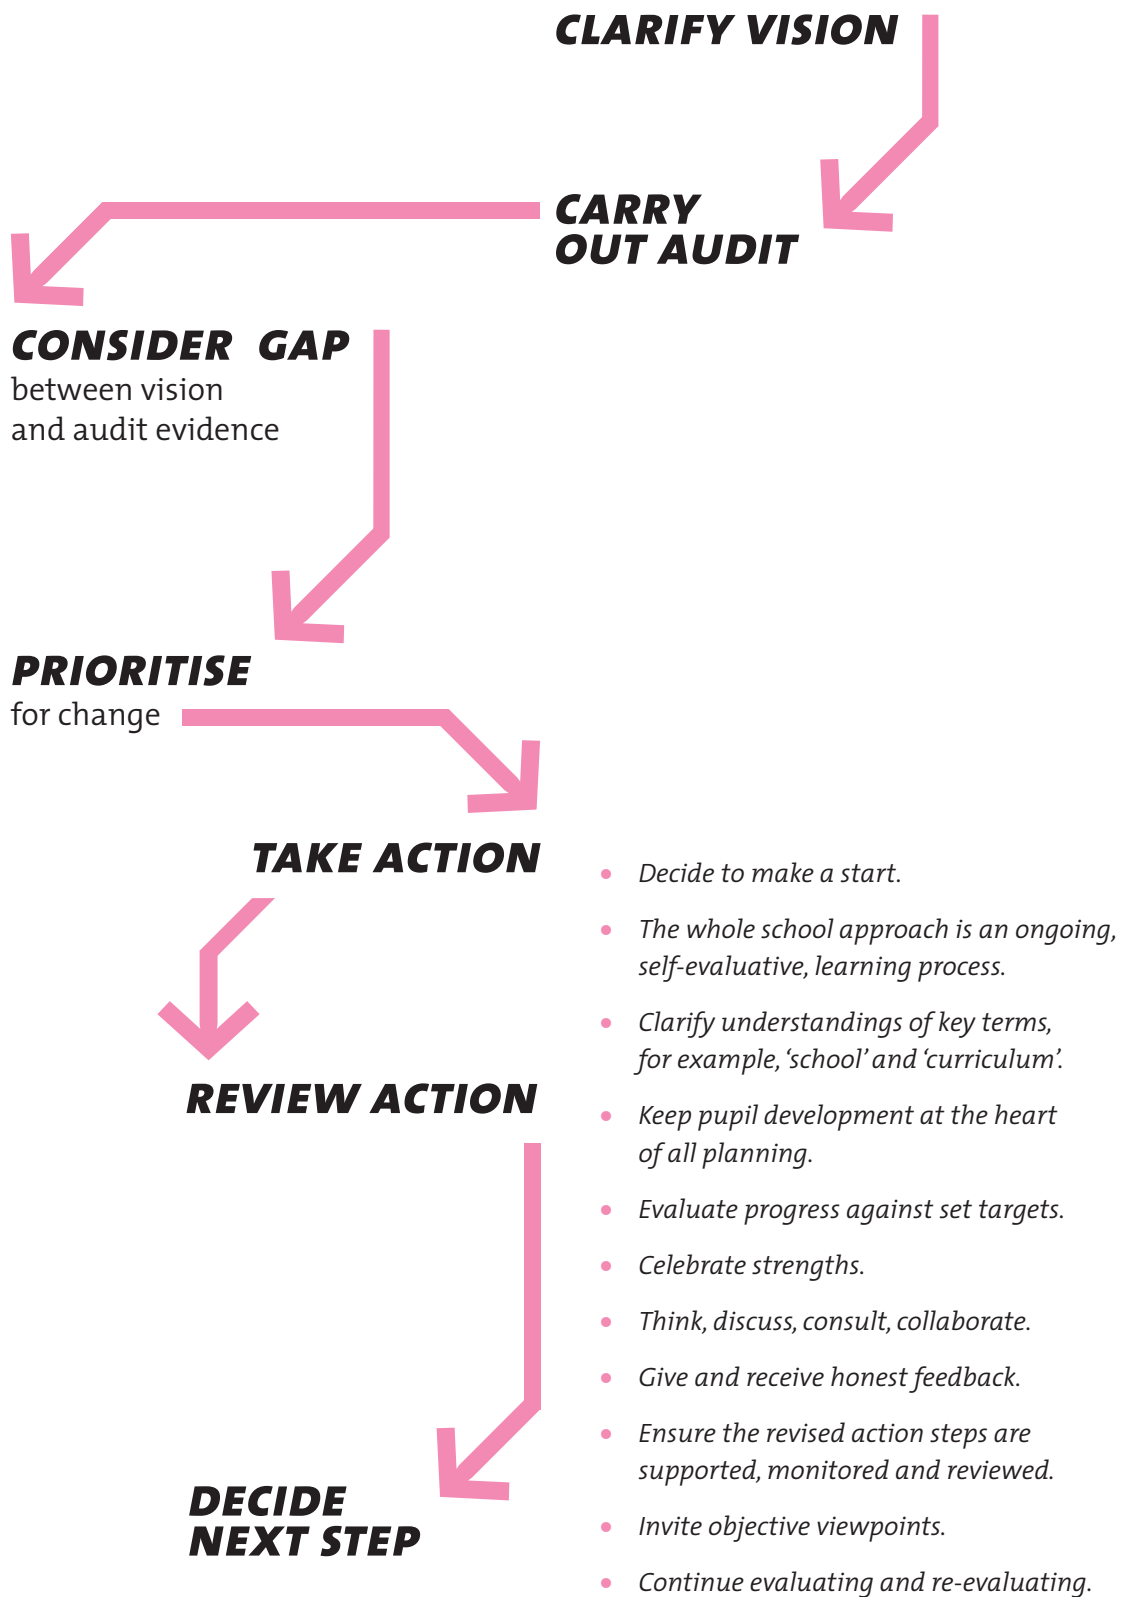 CLARIFY VISION
CARRY
OUT AUDIT
CONSIDER GAP
between vision
and audit evidence
PRIORITISE
for change
TAKE ACTION
REVIEW ACTION
DECIDE
NEXT STEP
• Decide to make a start.
• The whole school approach is an ongoing,
self-evaluative, learning process.
• Clarify understandings of key terms,
for example, ‘school’ and ‘curriculum’.
• Keep pupil development at the heart
of all planning.
• Evaluate progress against set targets.
• Celebrate strengths.
• Think, discuss, consult, collaborate.
• Give and receive honest feedback.
• Ensure the revised action steps are
supported, monitored and reviewed.
• Invite objective viewpoints.
• Continue evaluating and re-evaluating.